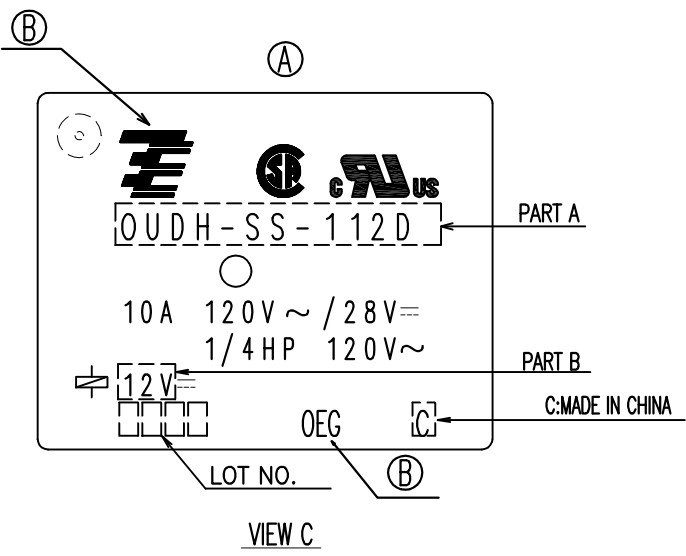 B
A
C US
OUDH-SS-112D
PART A
10A 120V ~ /28V⎓
1/4HP 120V~
PART B
12V⎓
C:MADE IN CHINA
OEG
C
LOT NO.
B
VIEW C